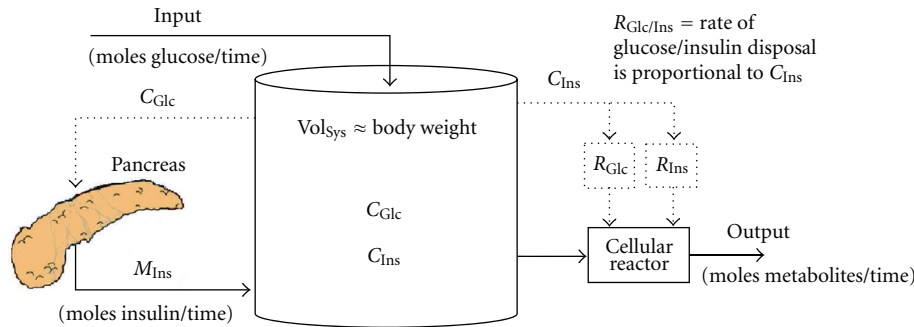 Input
(moles glucose/time)
R_Glc/Ins = rate of
glucose/insulin disposal
is proportional to C_Ins
C_Glc
C_Ins
Vol_Sys ≈ body weight
Pancreas
R_Glc
R_Ins
C_Glc
C_Ins
Cellular
reactor
Output
(moles metabolites/time)
M_Ins
(moles insulin/time)